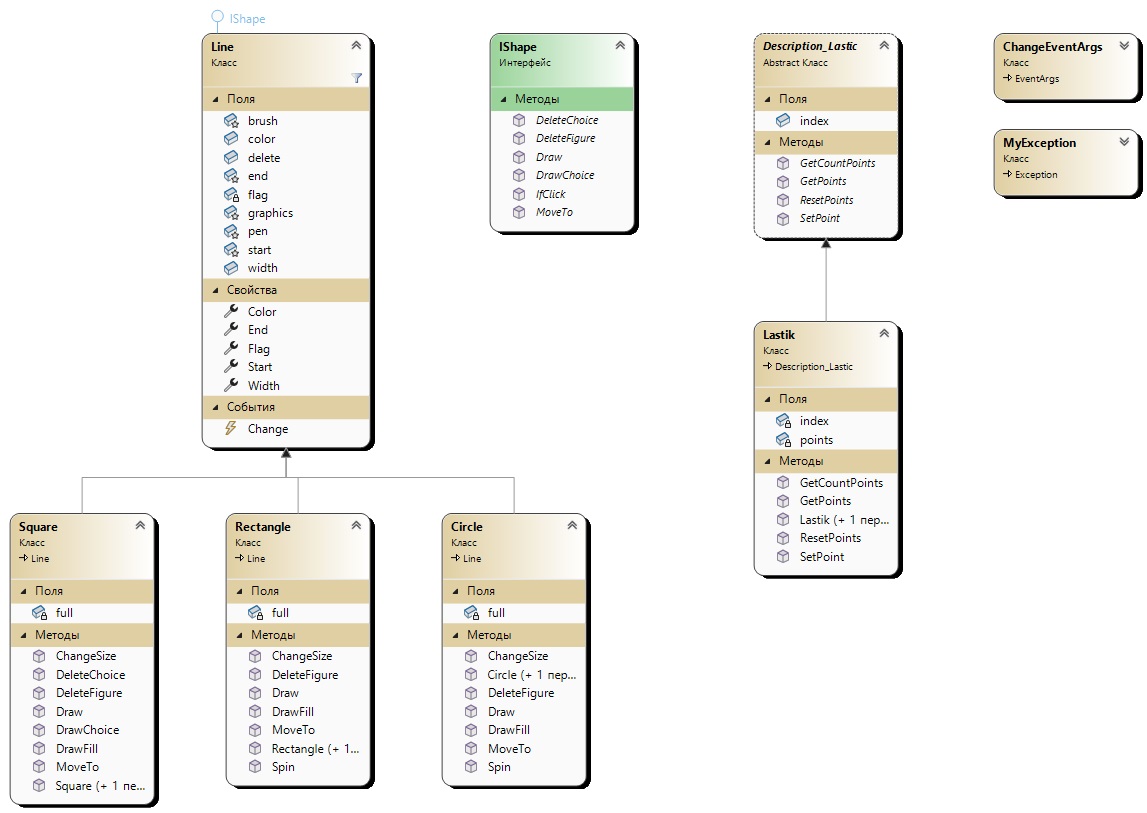 IShape
Line
Класс
Поля
brush
color
delete
end
flag
graphics
pen
start
width
Свойства
Color
End
Flag
Start
Width
События
Change
IShape
Интерфейс
Методы
DeleteChoice
DeleteFigure
Draw
DrawChoice
IfClick
MoveTo
Description_Lastic
Abstract Класс
Поля
index
Методы
GetCountPoints
GetPoints
ResetPoints
SetPoint
ChangeEventArgs
Класс
EventArgs
MyException
Класс
Exception
Lastik
Класс
Description_Lastic
Поля
index
points
Методы
GetCountPoints
GetPoints
Lastik (+ 1 пер...
ResetPoints
SetPoint
Square
Класс
Line
Поля
full
Методы
ChangeSize
DeleteChoice
DeleteFigure
Draw
DrawChoice
DrawFill
MoveTo
Square (+ 1 пе...
Rectangle
Класс
Line
Поля
full
Методы
ChangeSize
DeleteFigure
Draw
DrawFill
MoveTo
Rectangle (+ 1...
Spin
Circle
Класс
Line
Поля
full
Методы
ChangeSize
Circle (+ 1 пер...
DeleteFigure
Draw
DrawFill
MoveTo
Spin